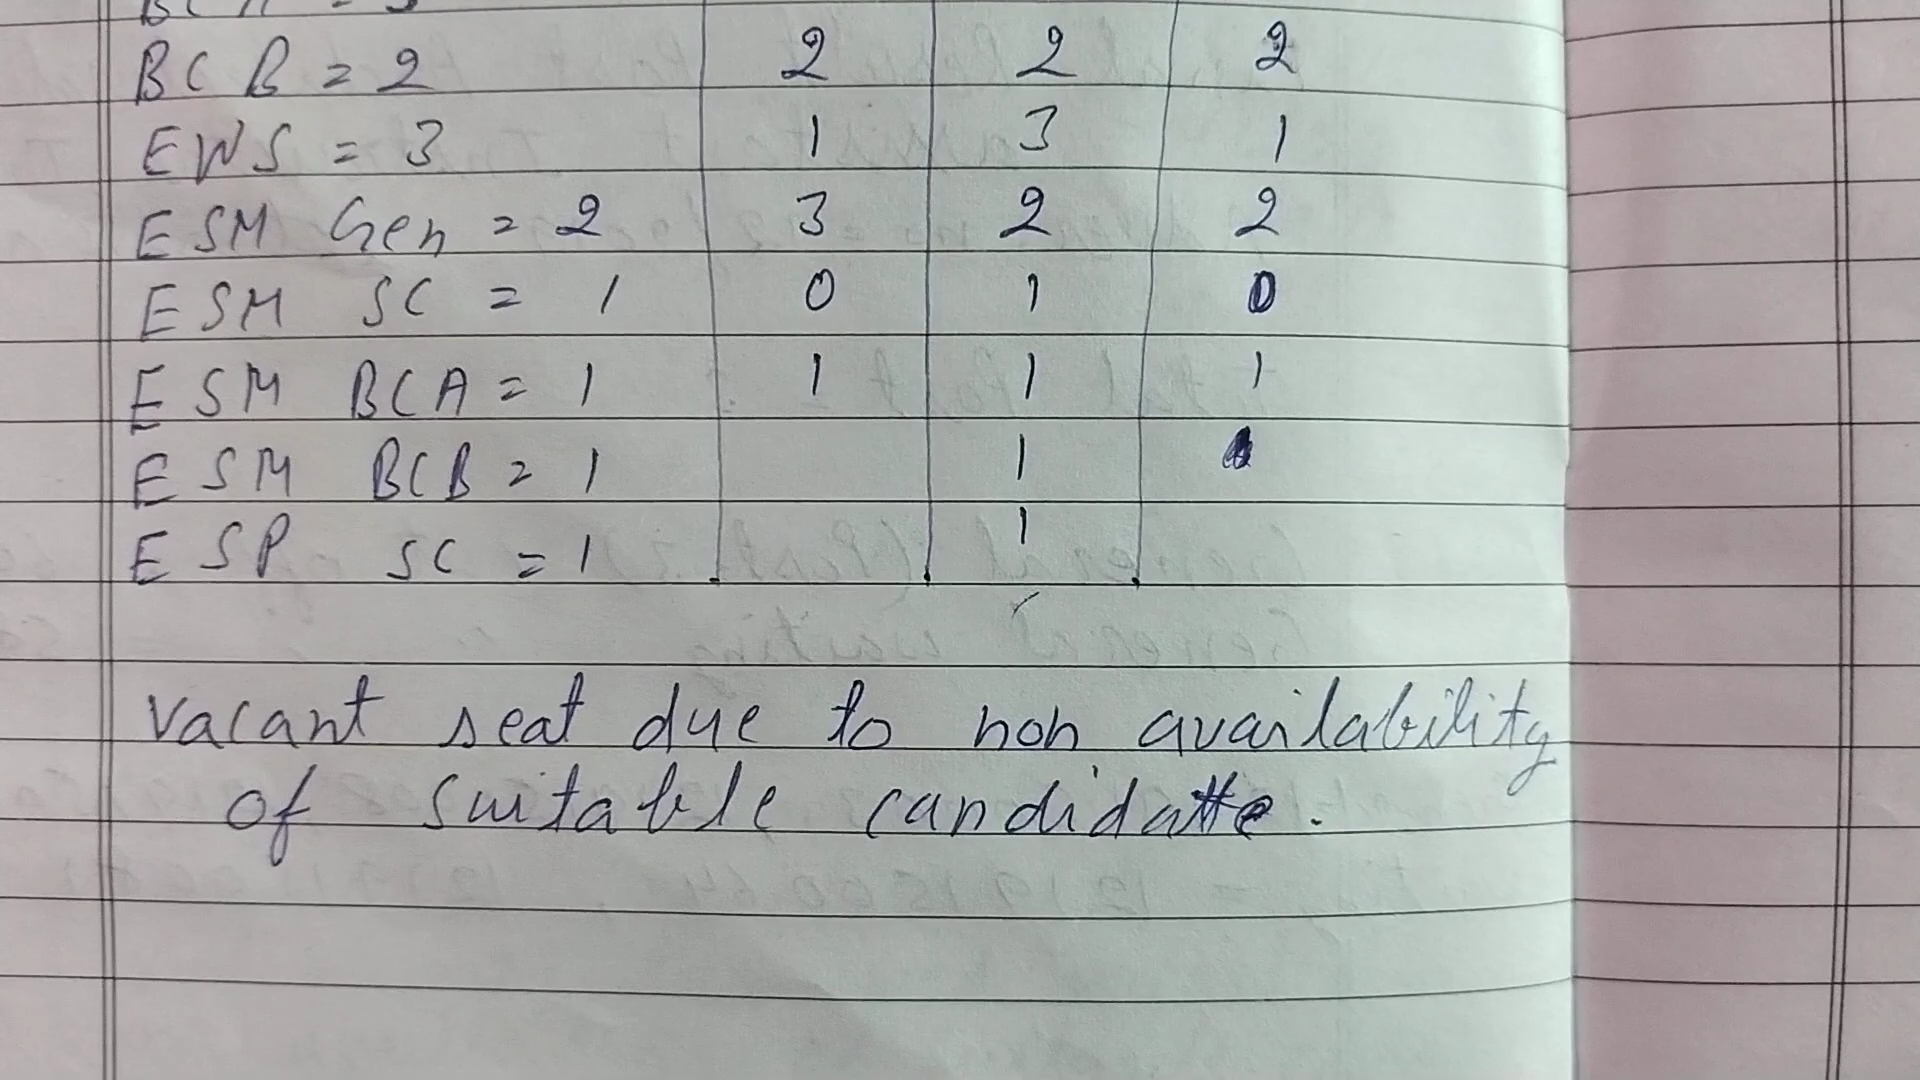 BCB = 2 2 2 2
EWS = 3 1 3 1
ESM Gen = 2 3 2 2
ESM SC = 1 0 1 0
ESM BCA = 1 1 1 1
ESM BCB = 1 1
ESP SC = 1 1
vacant seat due to non availability
of suitable candidatte.